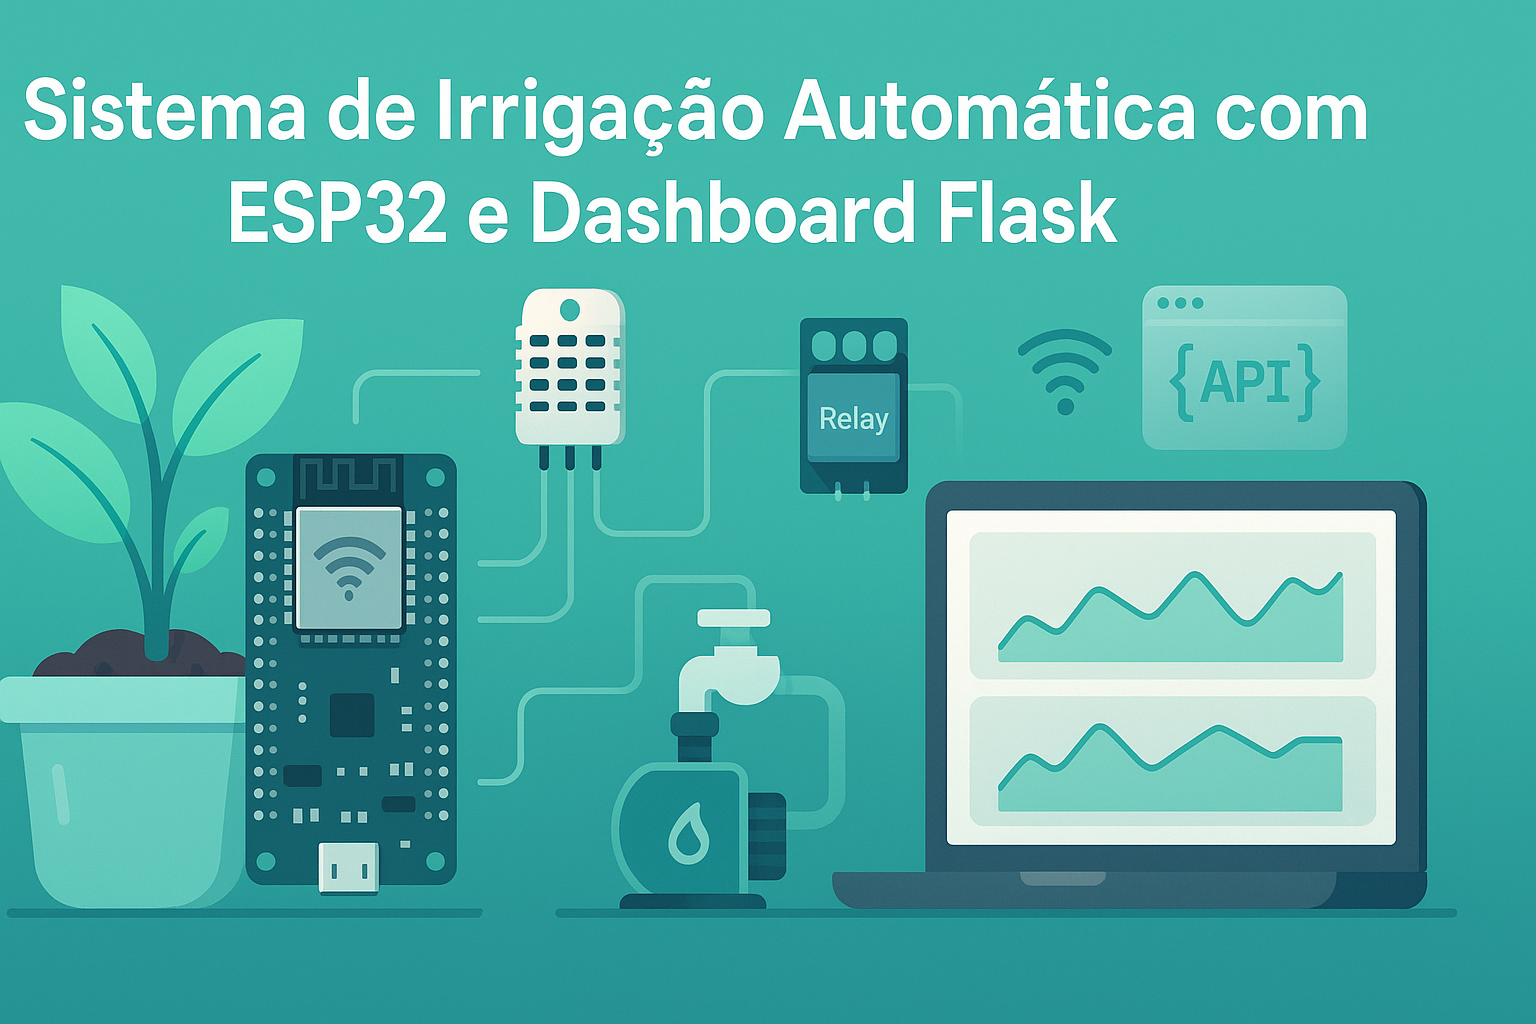 Sistema de Irrigação Automática com
ESP32 e Dashboard Flask
Relay
{API}